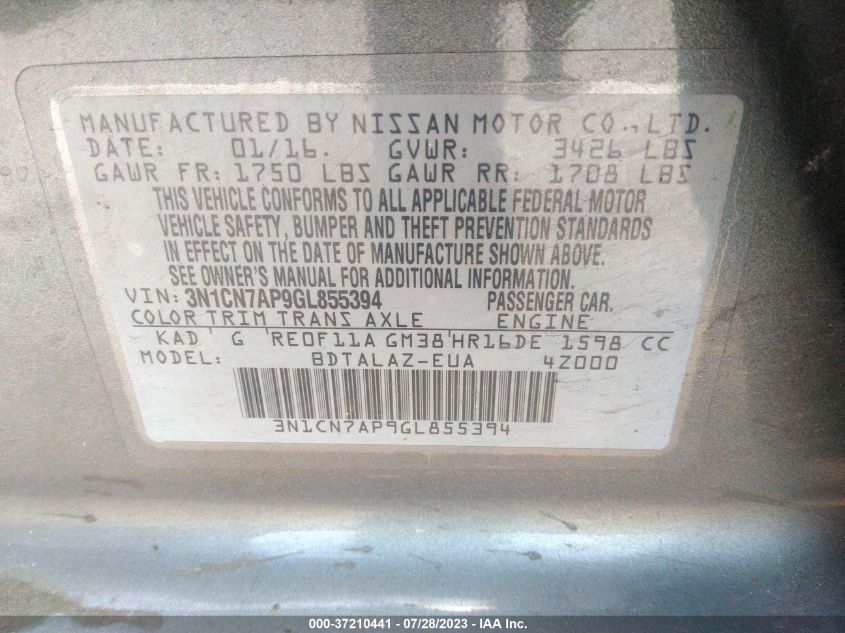 MANUFACTURED BY NISSAN MOTOR CO., LTD.
DATE: 01/16. GVWR: 3426 LBS
GAWR FR: 1750 LBS GAWR RR: 1708 LBS
THIS VEHICLE CONFORMS TO ALL APPLICABLE FEDERAL MOTOR
VEHICLE SAFETY, BUMPER AND THEFT PREVENTION STANDARDS
IN EFFECT ON THE DATE OF MANUFACTURE SHOWN ABOVE.
SEE OWNER'S MANUAL FOR ADDITIONAL INFORMATION.
VIN: 3N1CN7AP9GL855394 PASSENGER CAR.
COLOR TRIM TRANS AXLE ENGINE
KAD G RE0F11A GM38 HR16DE 1598 CC
MODEL: BDTALAZ-EUA 4Z000
3N1CN7AP9GL855394
000-37210441 - 07/28/2023 - IAA Inc.